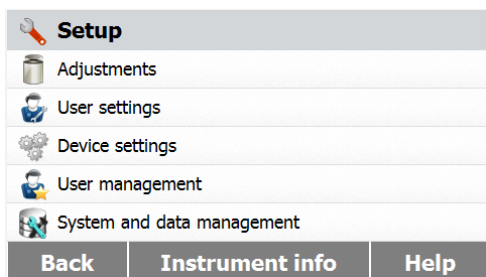 Setup
Adjustments
User settings
Device settings
User management
System and data management
Back Instrument info Help